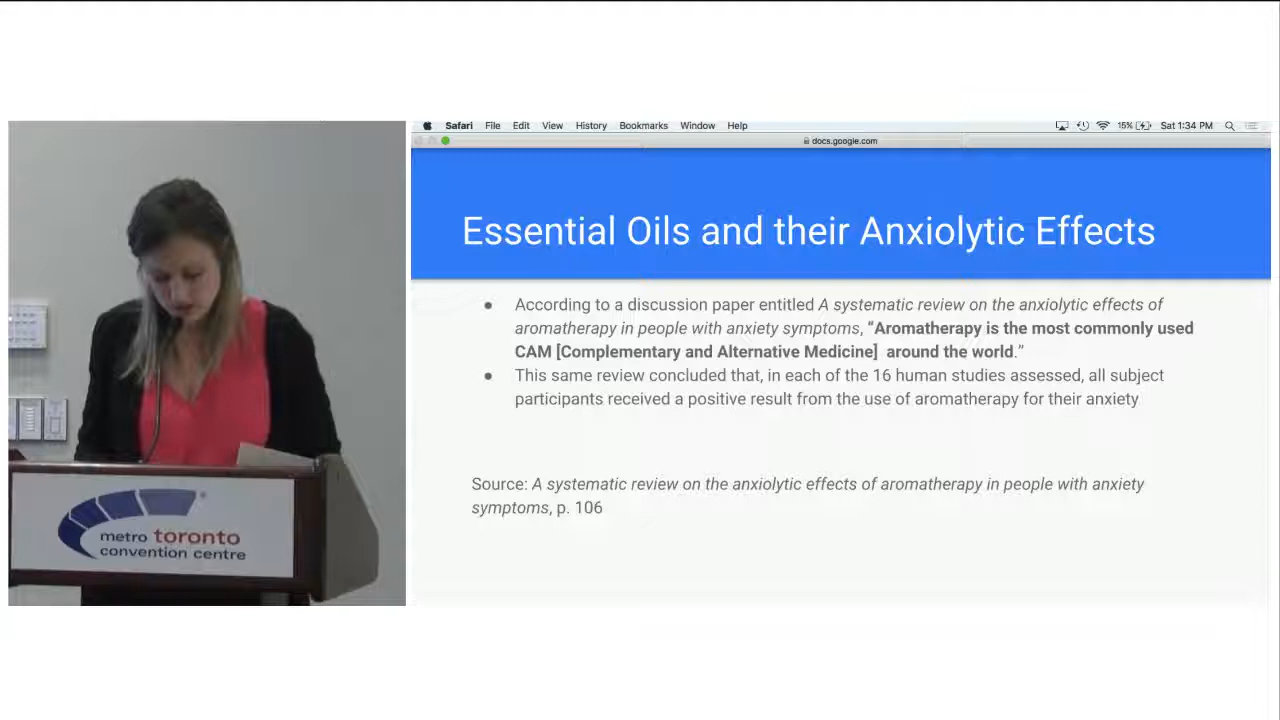 Safari File Edit View History Bookmarks Window Help 15% Sat 1:34 PM
docs.google.com
Essential Oils and their Anxiolytic Effects
● According to a discussion paper entitled A systematic review on the anxiolytic effects of
aromatherapy in people with anxiety symptoms, “Aromatherapy is the most commonly used
CAM [Complementary and Alternative Medicine] around the world.”
● This same review concluded that, in each of the 16 human studies assessed, all subject
participants received a positive result from the use of aromatherapy for their anxiety
Source: A systematic review on the anxiolytic effects of aromatherapy in people with anxiety
symptoms, p. 106
metro toronto
convention centre